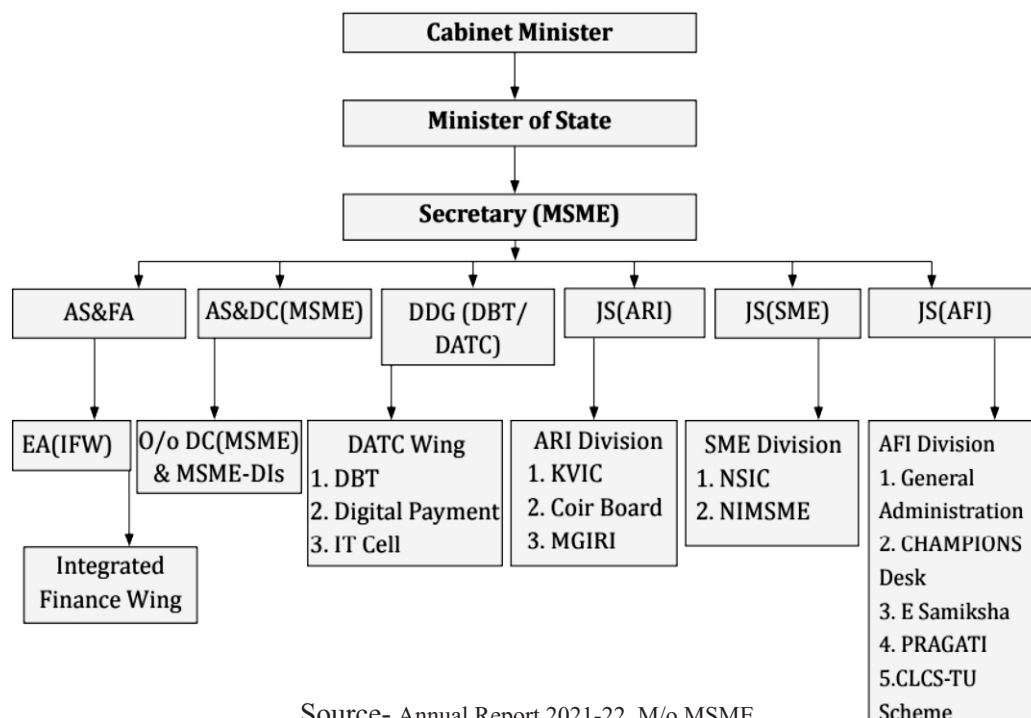 Cabinet Minister
Minister of State
Secretary (MSME)
AS&FA
AS&DC(MSME)
DDG (DBT/
DATC)
JS(ARI)
JS(SME)
JS(AFI)
EA(IFW)
O/o DC(MSME)
& MSME-DIs
DATC Wing
1. DBT
2. Digital Payment
3. IT Cell
ARI Division
1. KVIC
2. Coir Board
3. MGIRI
SME Division
1. NSIC
2. NIMSME
AFI Division
1. General
Administration
2. CHAMPIONS
Desk
3. E Samiksha
4. PRAGATI
5.CLCS-TU
Scheme
Integrated
Finance Wing
Source- Annual Report 2021-22, M/o MSME